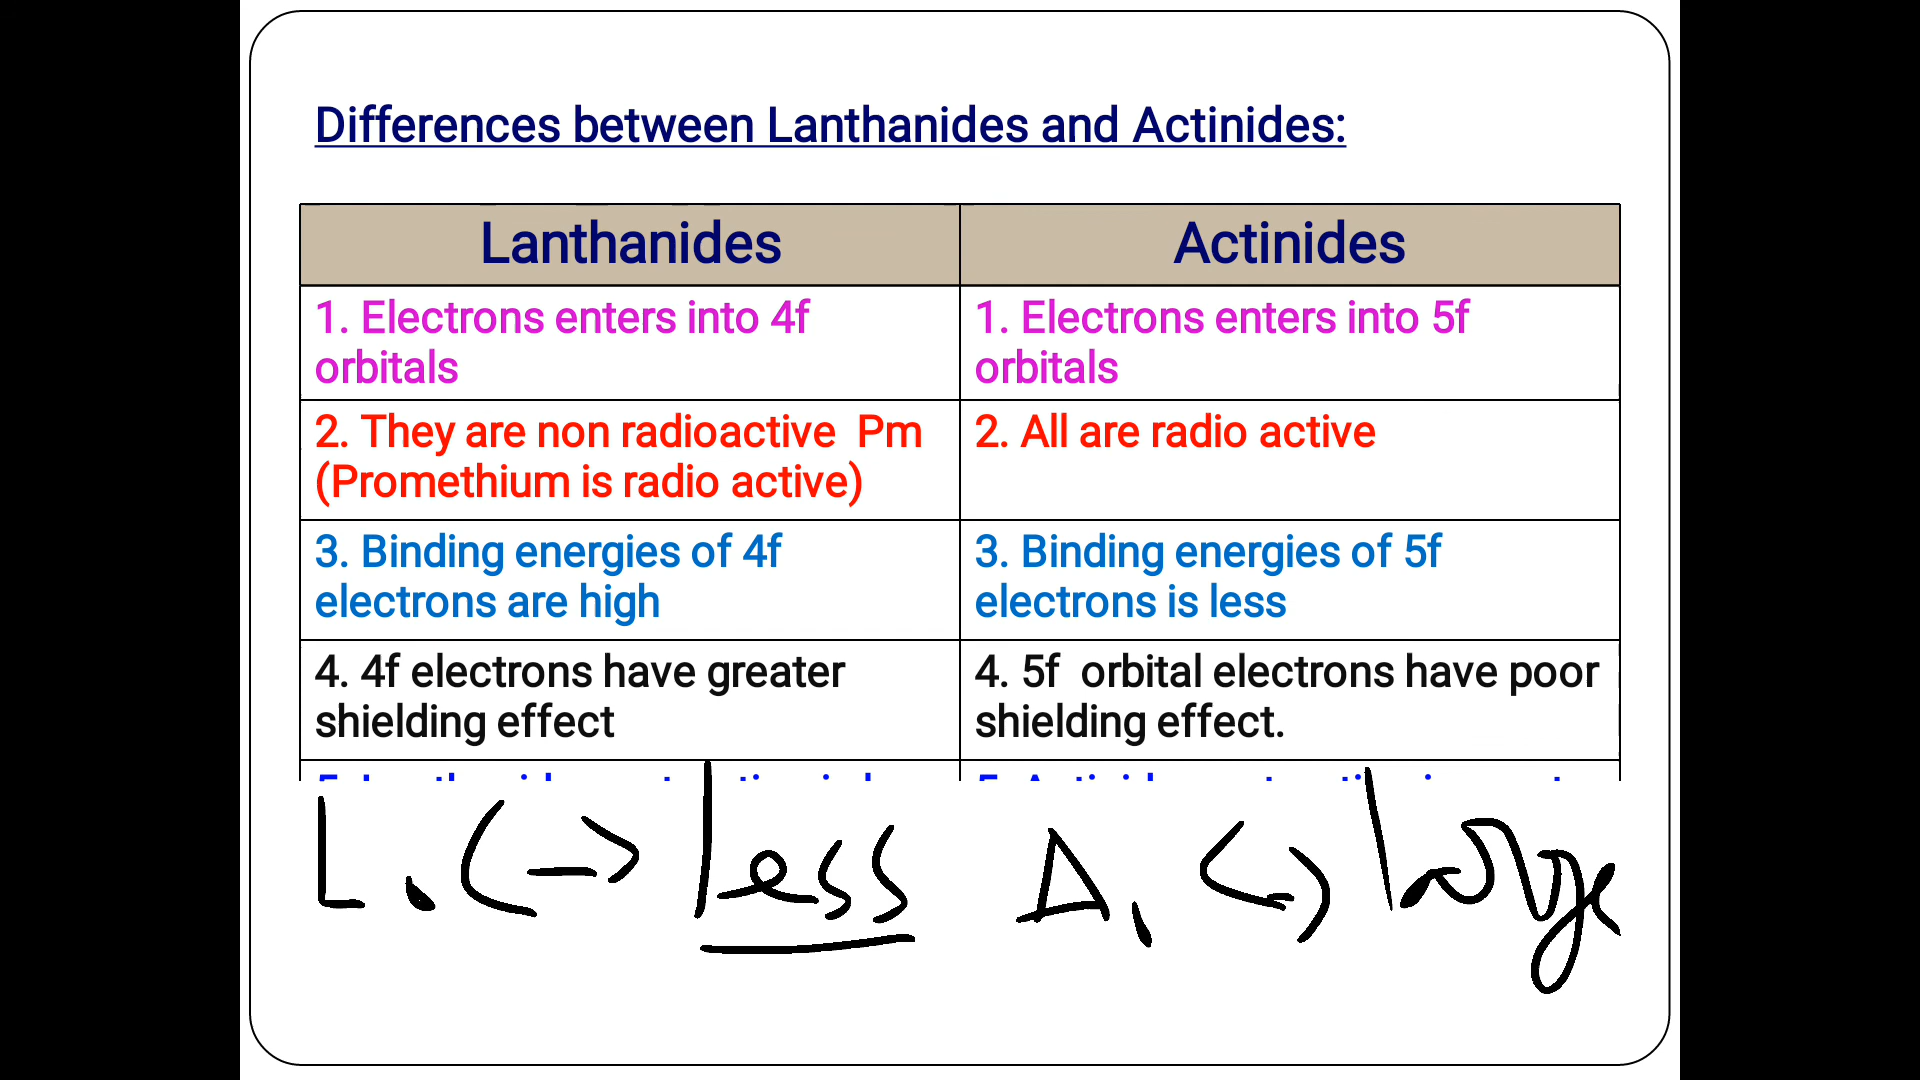 Differences between Lanthanides and Actinides:
Lanthanides
Actinides
1. Electrons enters into 4f
orbitals
1. Electrons enters into 5f
orbitals
2. They are non radioactive Pm
(Promethium is radio active)
2. All are radio active
3. Binding energies of 4f
electrons are high
3. Binding energies of 5f
electrons is less
4. 4f electrons have greater
shielding effect
4. 5f orbital electrons have poor
shielding effect.
L. C -> less A. C -> large